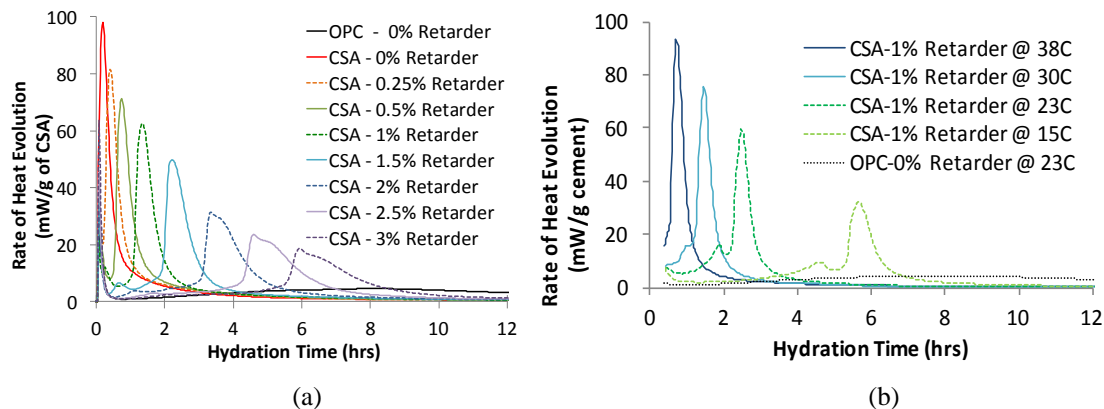 100
80
60
40
20
0
0
2
4
6
8
10
12
Rate of Heat Evolution
(mW/g of CSA)
Hydration Time (hrs)
OPC - 0% Retarder
CSA - 0% Retarder
CSA - 0.25% Retarder
CSA - 0.5% Retarder
CSA - 1% Retarder
CSA - 1.5% Retarder
CSA - 2% Retarder
CSA - 2.5% Retarder
CSA - 3% Retarder
(a)
100
80
60
40
20
0
0
2
4
6
8
10
12
Rate of Heat Evolution
(mW/g cement)
Hydration Time (hrs)
CSA-1% Retarder @ 38C
CSA-1% Retarder @ 30C
CSA-1% Retarder @ 23C
CSA-1% Retarder @ 15C
OPC-0% Retarder @ 23C
(b)